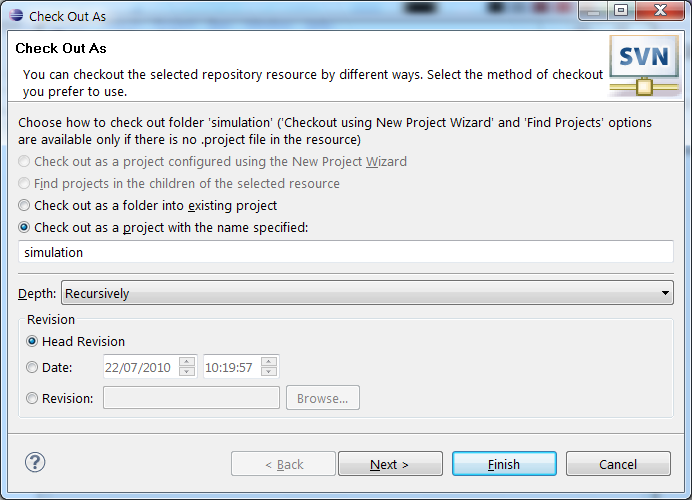 Check Out As
Check Out As
SVN
You can checkout the selected repository resource by different ways. Select the method of checkout
you prefer to use.
Choose how to check out folder 'simulation' ('Checkout using New Project Wizard' and 'Find Projects' options
are available only if there is no .project file in the resource)
Check out as a project configured using the New Project Wizard
Find projects in the children of the selected resource
Check out as a folder into existing project
Check out as a project with the name specified:
simulation
Depth: Recursively
Revision
Head Revision
Date: 22/07/2010 10:19:57
Revision: Browse...
? < Back Next > Finish Cancel